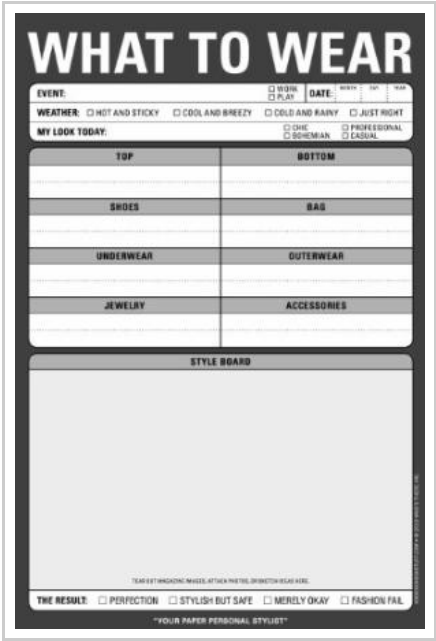 WHAT TO WEAR
EVENT: ☐ WORK ☐ PLAY DATE: MONTH DAY YEAR
WEATHER: ☐ HOT AND STICKY ☐ COOL AND BREEZY ☐ COLD AND RAINY ☐ JUST RIGHT
MY LOOK TODAY: ☐ CHIC ☐ BOHEMIAN ☐ PROFESSIONAL ☐ CASUAL
TOP BOTTOM
SHOES BAG
UNDERWEAR OUTERWEAR
JEWELRY ACCESSORIES
STYLE BOARD
TEAR OUT MAGAZINE IMAGES, ATTACH PHOTOS, OR SKETCH IDEAS HERE.
THE RESULT: ☐ PERFECTION ☐ STYLISH BUT SAFE ☐ MERELY OKAY ☐ FASHION FAIL
"YOUR PAPER PERSONAL STYLIST"